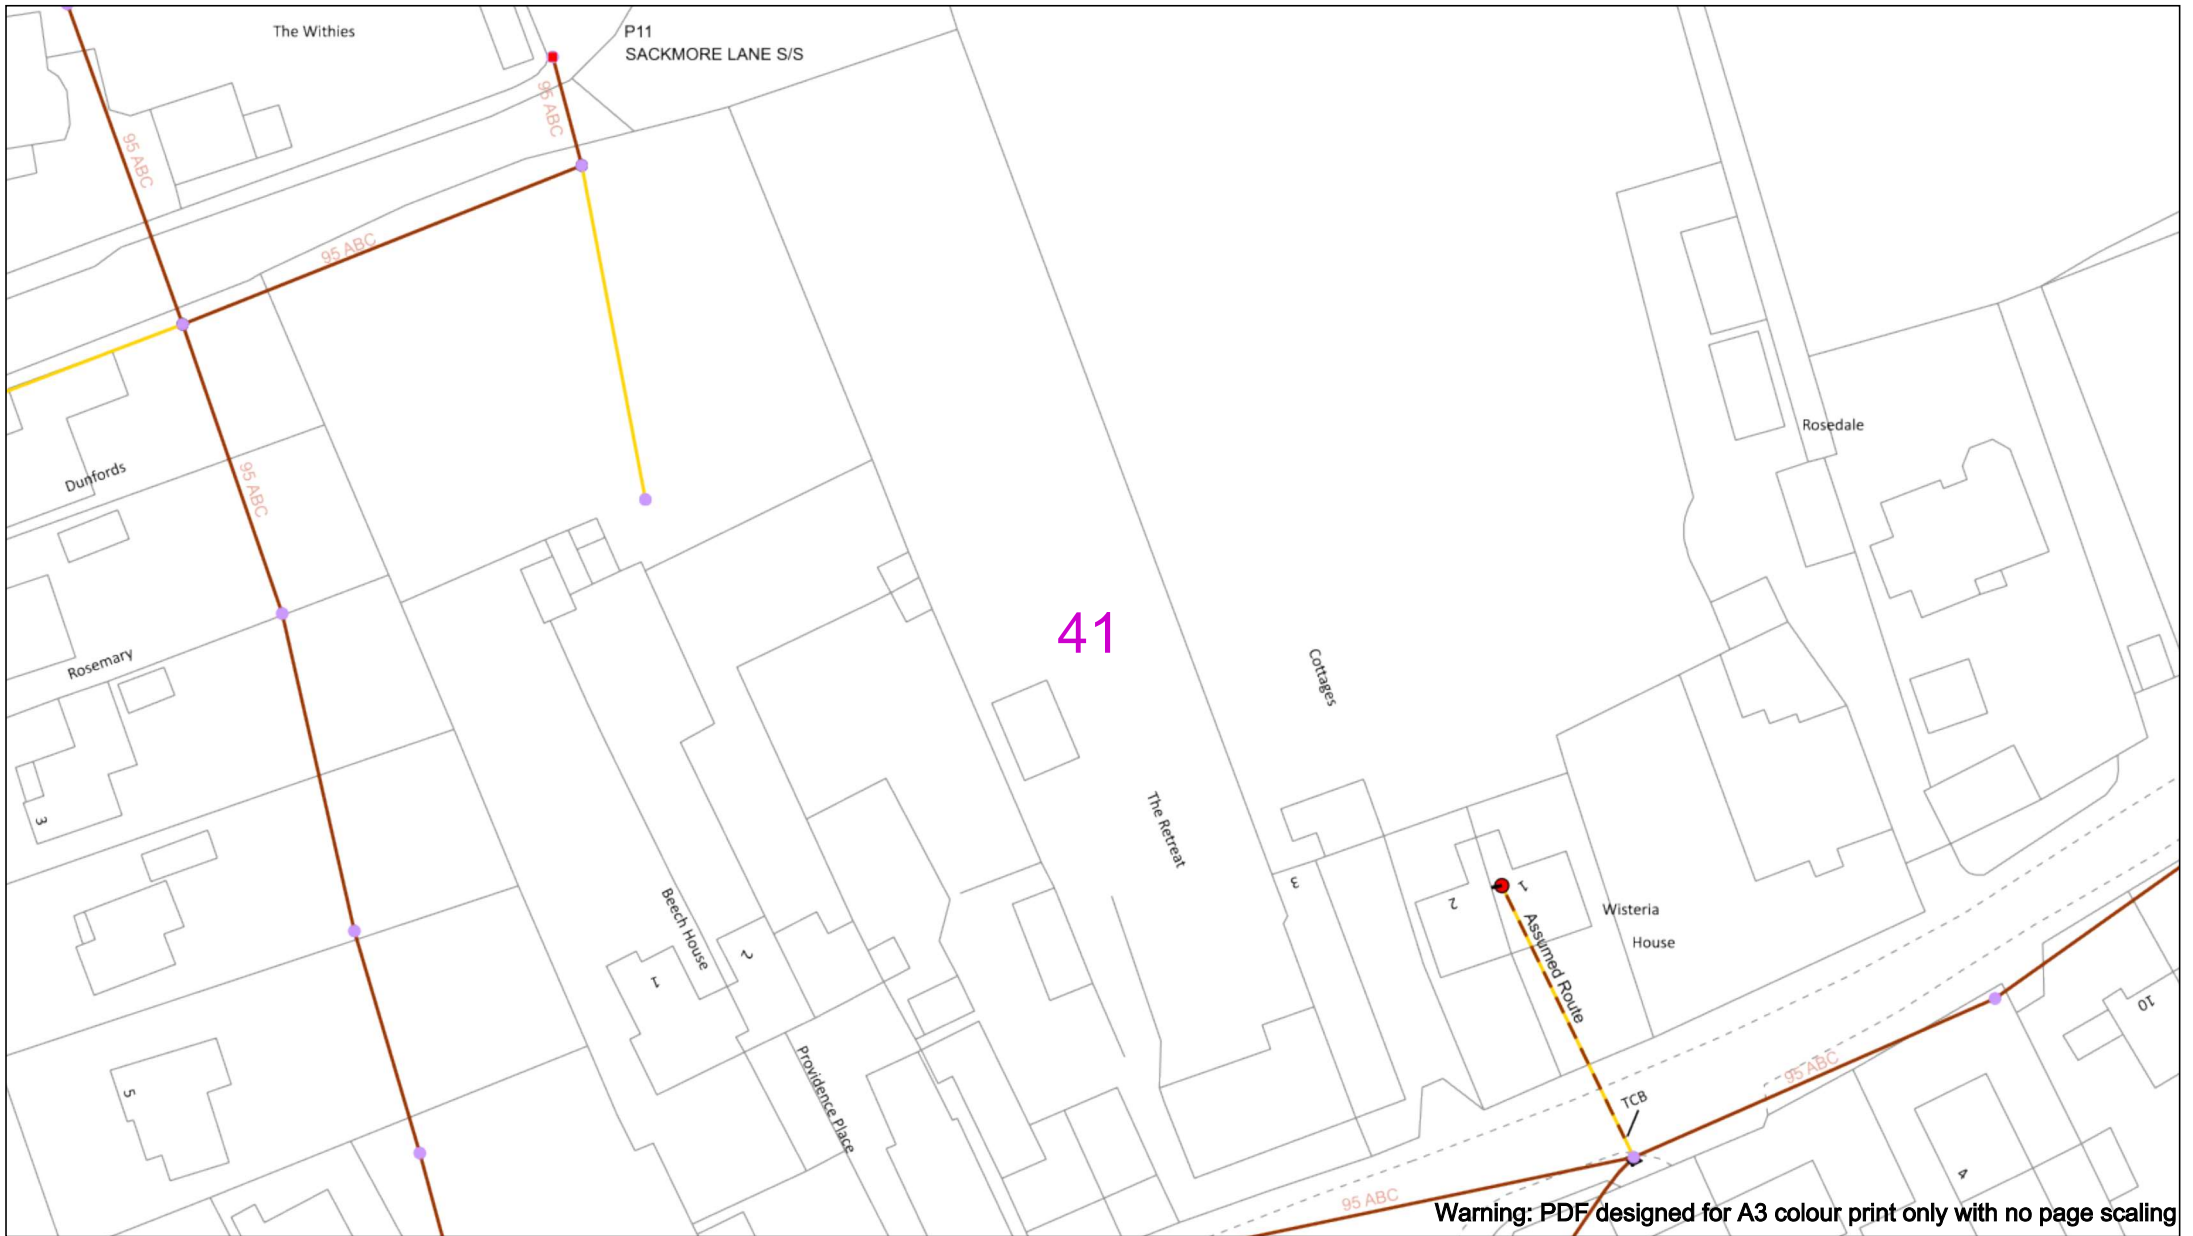 The Withies
P11
SACKMORE LANE S/S
95 ABC
95 ABC
95 ABC
95 ABC
Dunfords
Rosedale
41
Rosemary
Cottages
3
The Retreat
3
2
1
Wisteria
House
Beech House
1
2
Assumed Route
10
5
Providence Place
95 ABC
TCB
4
95 ABC
Warning: PDF designed for A3 colour print only with no page scaling